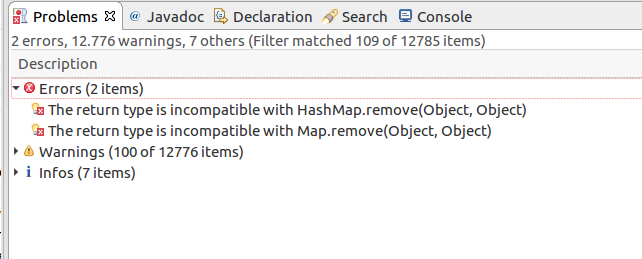 Problems Javadoc Declaration Search Console
2 errors, 12.776 warnings, 7 others (Filter matched 109 of 12785 items)
Description
Errors (2 items)
The return type is incompatible with HashMap.remove(Object, Object)
The return type is incompatible with Map.remove(Object, Object)
Warnings (100 of 12776 items)
Infos (7 items)